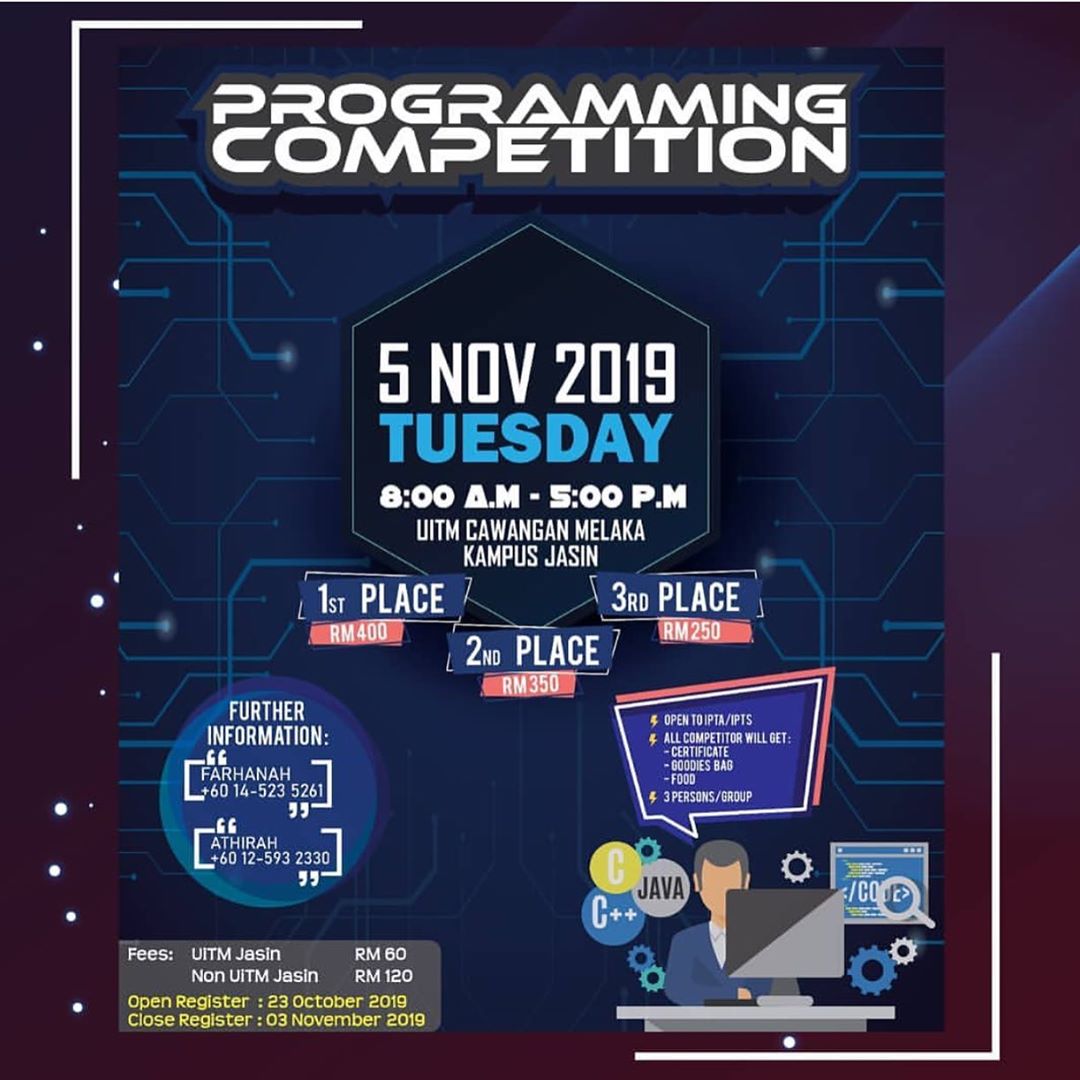 PROGRAMMING
COMPETITION
5 NOV 2019
TUESDAY
8:00 A.M - 5:00 P.M
UITM CAWANGAN MELAKA
KAMPUS JASIN
1ST PLACE
RM400
2ND PLACE
RM350
3RD PLACE
RM250
FURTHER
INFORMATION:
FARHANAH
+60 14-523 5261
ATHIRAH
+60 12-593 2330
OPEN TO IPTA/IPTS
ALL COMPETITOR WILL GET:
- CERTIFICATE
- GOODIES BAG
- FOOD
3 PERSONS/GROUP
C
JAVA
C++
</CODE>
Fees: UiTM Jasin RM 60
Non UiTM Jasin RM 120
Open Register : 23 October 2019
Close Register : 03 November 2019